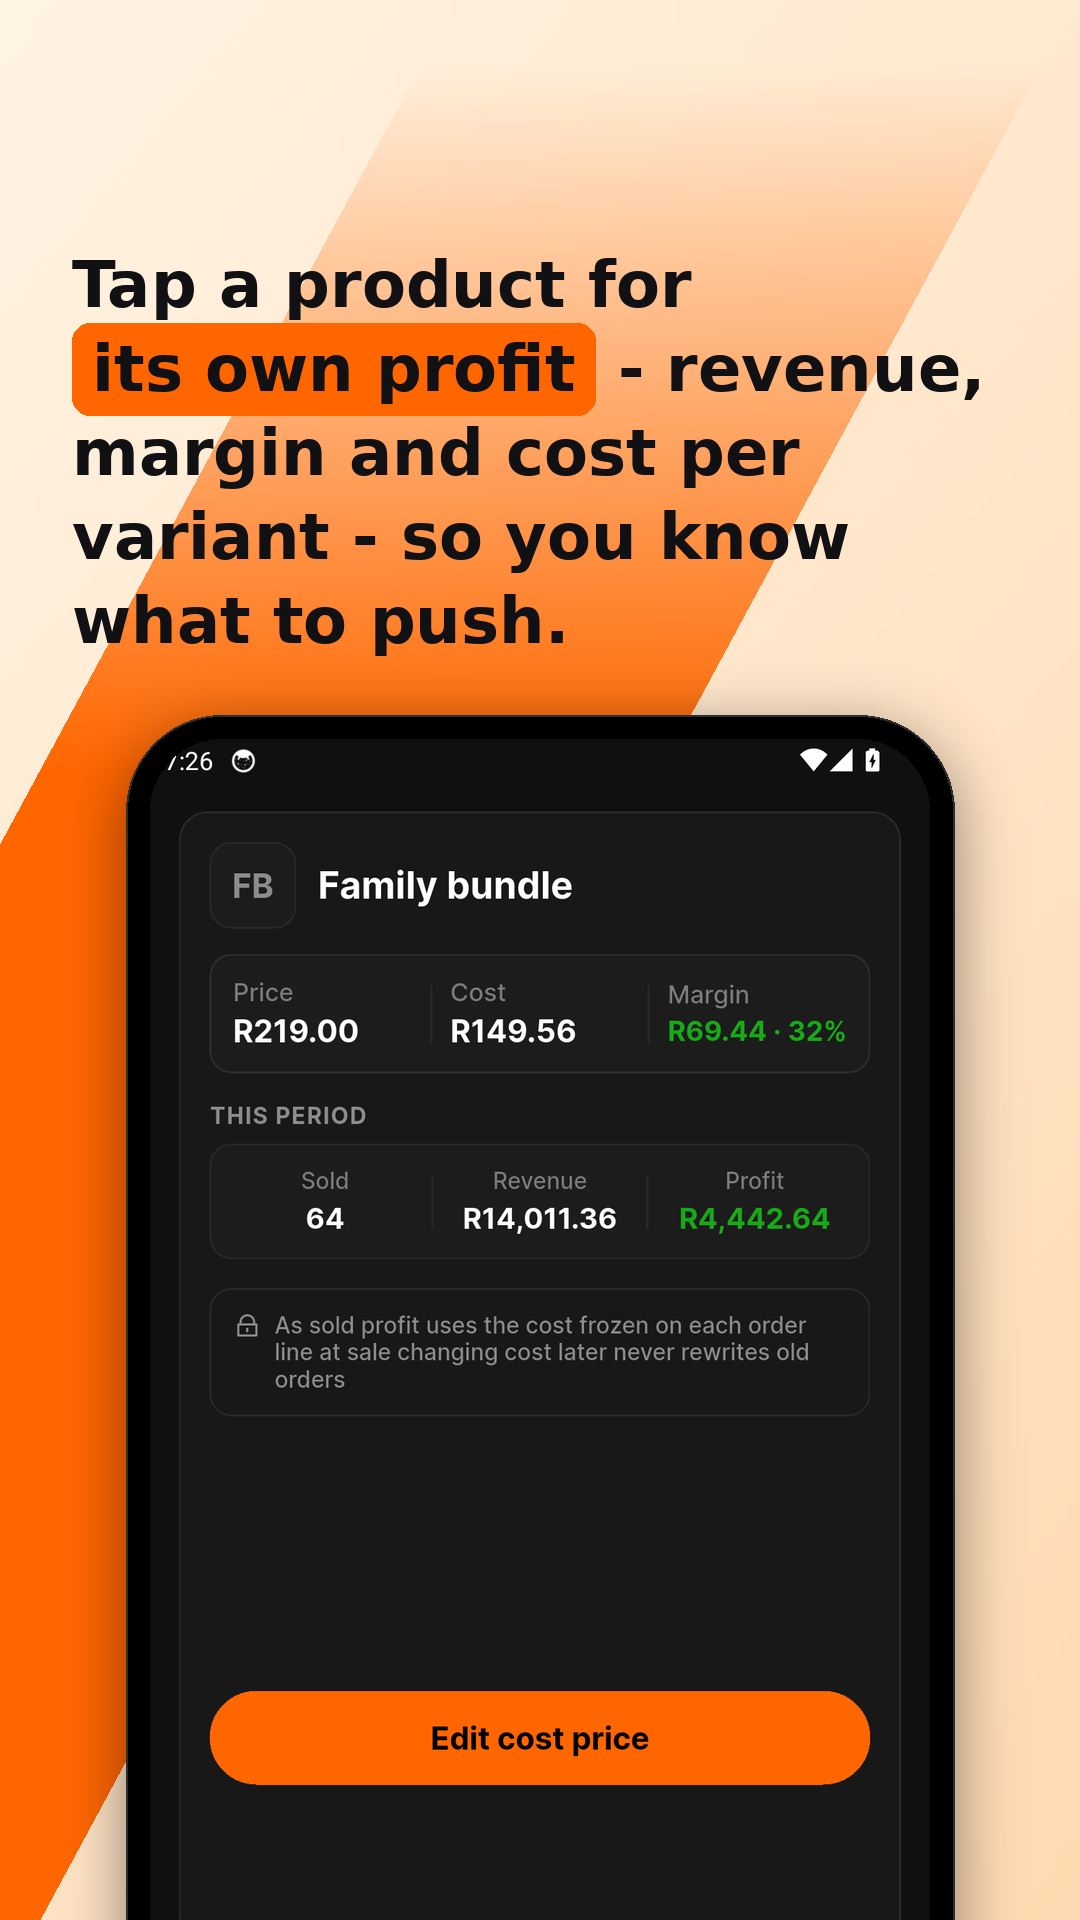 Tap a product for
its own profit - revenue,
margin and cost per
variant - so you know
what to push.
7:26
FB
Family bundle
Price
Cost
Margin
R219.00
R149.56
R69.44 · 32%
THIS PERIOD
Sold
Revenue
Profit
64
R14,011.36
R4,442.64
As sold profit uses the cost frozen on each order
line at sale changing cost later never rewrites old
orders
Edit cost price